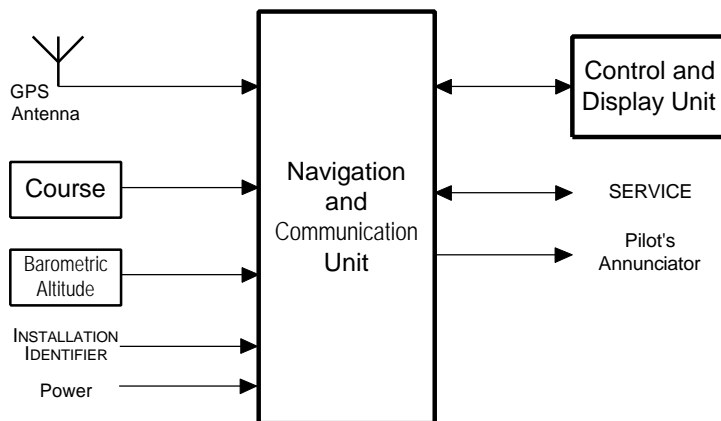 GPS
Antenna
Course
Barometric
Altitude
INSTALLATION
IDENTIFIER
Power
Navigation
and
Communication
Unit
Control and
Display Unit
SERVICE
Pilot's
Annunciator